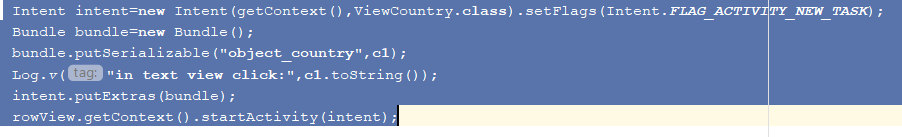 Intent intent=new Intent(getContext(),ViewCountry.class).setFlags(Intent.FLAG_ACTIVITY_NEW_TASK);
Bundle bundle=new Bundle();
bundle.putSerializable("object_country",c1);
Log.v( tag: "in text view click:",c1.toString());
intent.putExtras(bundle);
rowView.getContext().startActivity(intent);